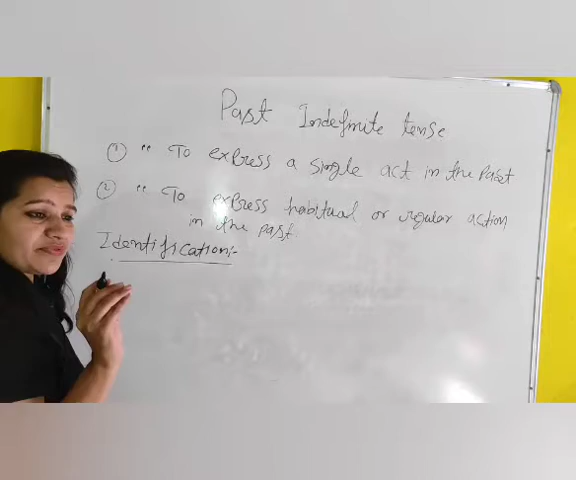 Past Indefinite tense
① " To express a single act in the past
② " To express habitual or regular action
in the past.
Identification:-